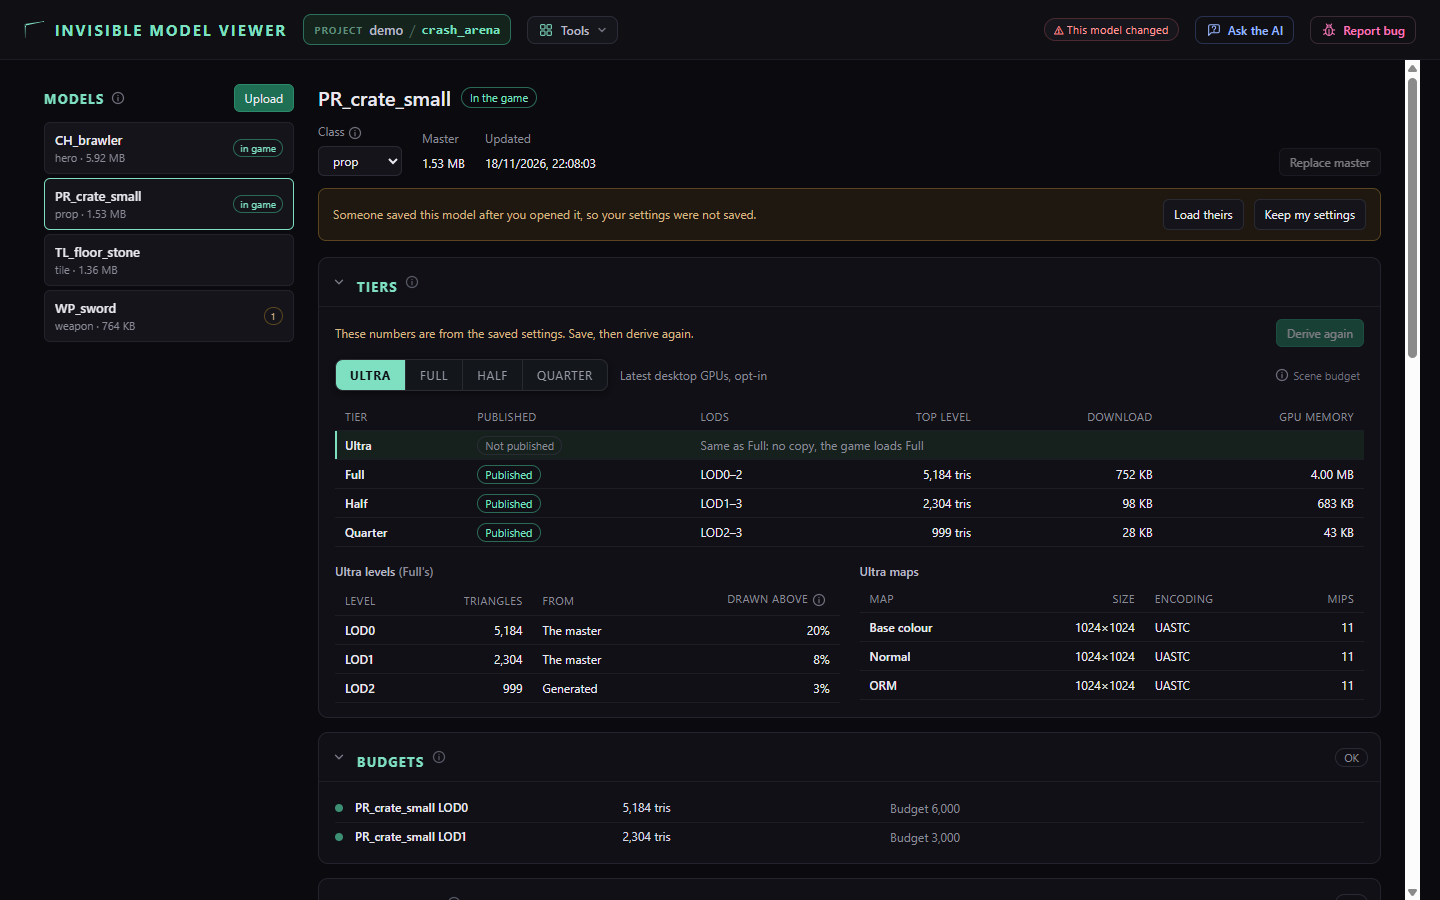 INVISIBLE MODEL VIEWER
PROJECT demo / crash_arena
Tools
This model changed
Ask the AI
Report bug
MODELS
Upload
CH_brawler
hero · 5.92 MB
in game
PR_crate_small
prop · 1.53 MB
in game
TL_floor_stone
tile · 1.36 MB
WP_sword
weapon · 764 KB
1
PR_crate_small
In the game
Class
Master
Updated
prop
1.53 MB
18/11/2026, 22:08:03
Replace master
Someone saved this model after you opened it, so your settings were not saved.
Load theirs
Keep my settings
TIERS
These numbers are from the saved settings. Save, then derive again.
Derive again
ULTRA FULL HALF QUARTER
Latest desktop GPUs, opt-in
Scene budget
TIER PUBLISHED LODS TOP LEVEL DOWNLOAD GPU MEMORY
Ultra Not published Same as Full: no copy, the game loads Full
Full Published LOD0–2 5,184 tris 752 KB 4.00 MB
Half Published LOD1–3 2,304 tris 98 KB 683 KB
Quarter Published LOD2–3 999 tris 28 KB 43 KB
Ultra levels (Full's)
LEVEL TRIANGLES FROM DRAWN ABOVE
LOD0 5,184 The master 20%
LOD1 2,304 The master 8%
LOD2 999 Generated 3%
Ultra maps
MAP SIZE ENCODING MIPS
Base colour 1024×1024 UASTC 11
Normal 1024×1024 UASTC 11
ORM 1024×1024 UASTC 11
BUDGETS
OK
PR_crate_small LOD0 5,184 tris Budget 6,000
PR_crate_small LOD1 2,304 tris Budget 3,000